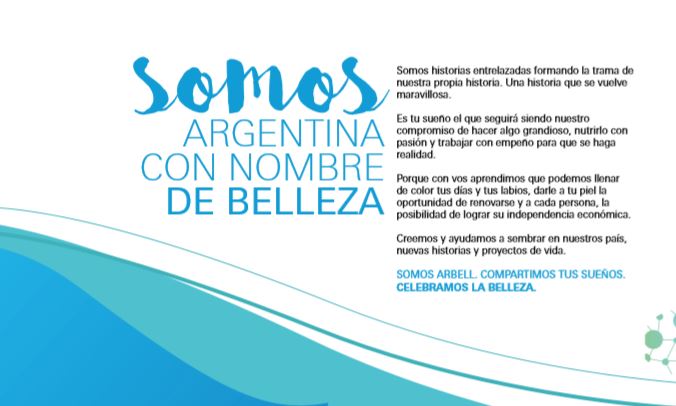 somos
ARGENTINA
CON NOMBRE
DE BELLEZA
Somos historias entrelazadas formando la trama de
nuestra propia historia. Una historia que se vuelve
maravillosa.
Es tu sueño el que seguirá siendo nuestro
compromiso de hacer algo grandioso, nutrirlo con
pasión y trabajar con empeño para que se haga
realidad.
Porque con vos aprendimos que podemos llenar
de color tus días y tus labios, darle a tu piel la
oportunidad de renovarse y a cada persona, la
posibilidad de lograr su independencia económica.
Creemos y ayudamos a sembrar en nuestros país,
nuevas historias y proyectos de vida.
SOMOS ARBELL. COMPARTIMOS TUS SUEÑOS.
CELEBRAMOS LA BELLEZA.